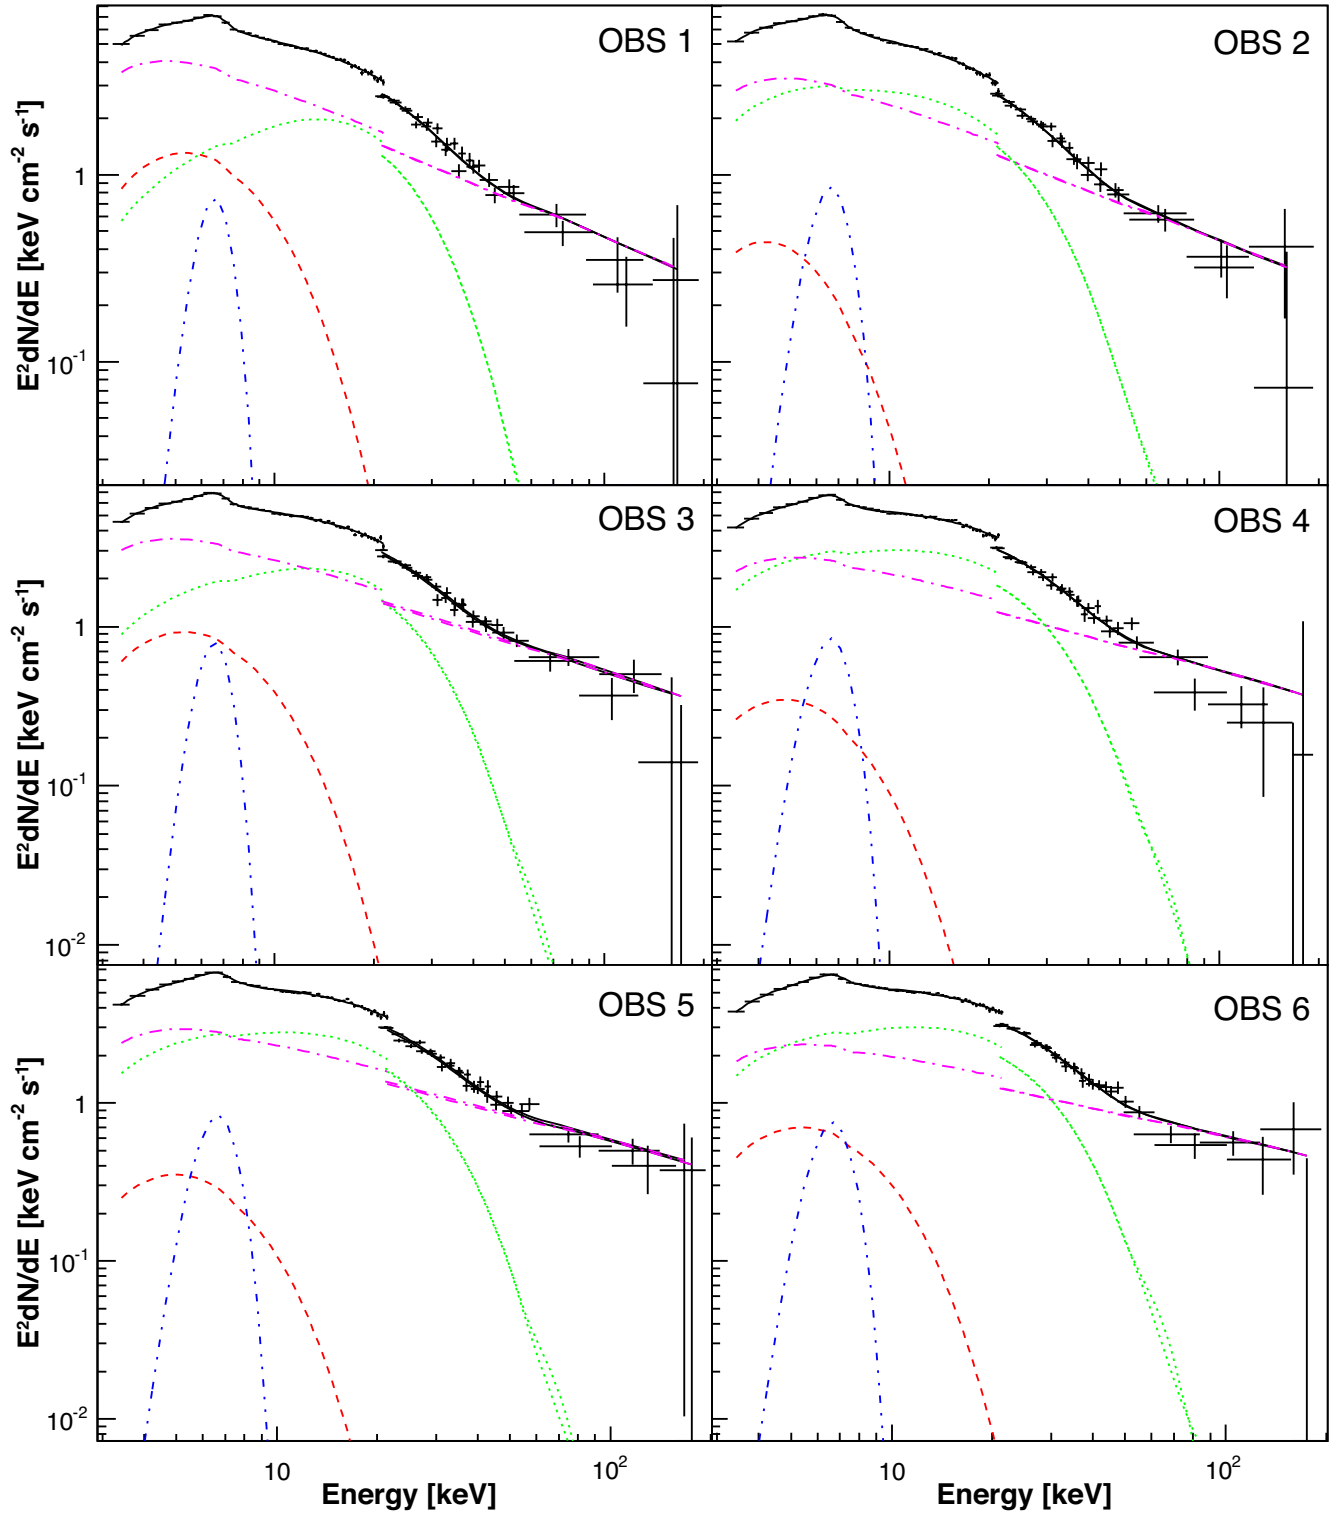 OBS 1
OBS 2
E²dN/dE [keV cm⁻² s⁻¹]
1
10⁻¹
OBS 3
OBS 4
E²dN/dE [keV cm⁻² s⁻¹]
1
10⁻¹
10⁻²
OBS 5
OBS 6
E²dN/dE [keV cm⁻² s⁻¹]
1
10⁻¹
10⁻²
10
10²
10
10²
Energy [keV]
Energy [keV]